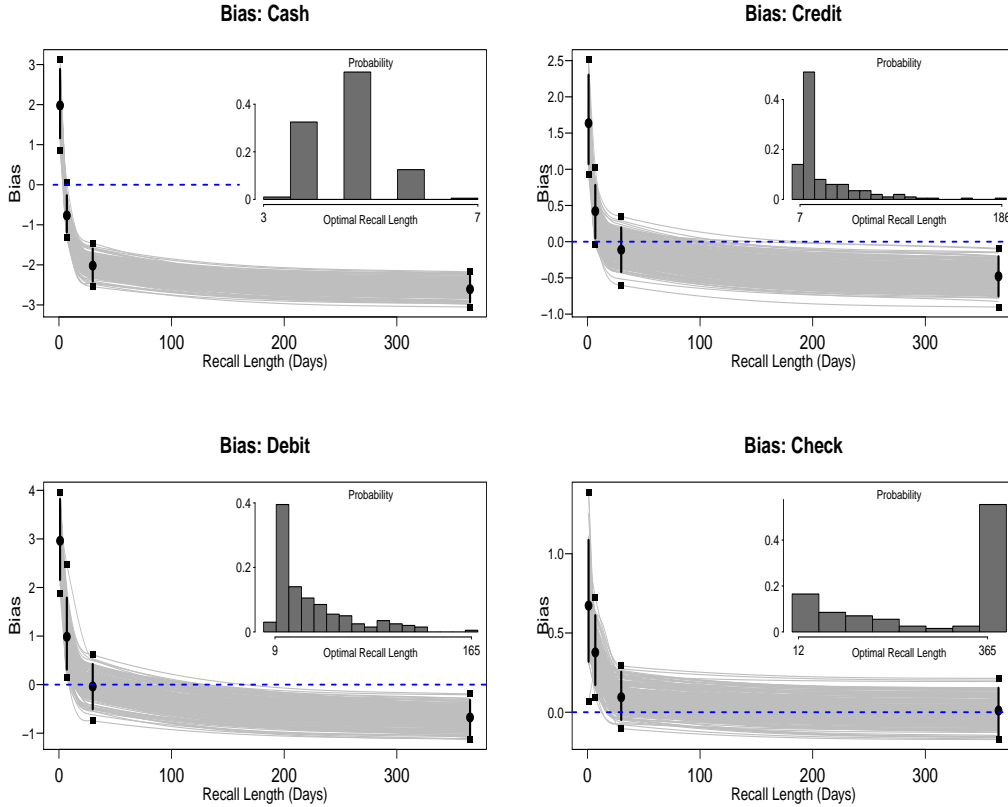 Bias: Cash
Bias
3
2
1
0
−1
−2
−3
0 100 200 300
Recall Length (Days)
Probability
0.4
0.2
0
3 7
Optimal Recall Length
Bias: Credit
Bias
2.5
2.0
1.5
1.0
0.5
0.0
−0.5
−1.0
0 100 200 300
Recall Length (Days)
Probability
0.4
0.2
0
7 186
Optimal Recall Length
Bias: Debit
Bias
4
3
2
1
0
−1
0 100 200 300
Recall Length (Days)
Probability
0.4
0.2
0
9 165
Optimal Recall Length
Bias: Check
Bias
1.0
0.5
0.0
0 100 200 300
Recall Length (Days)
Probability
0.4
0.2
0
12 365
Optimal Recall Length